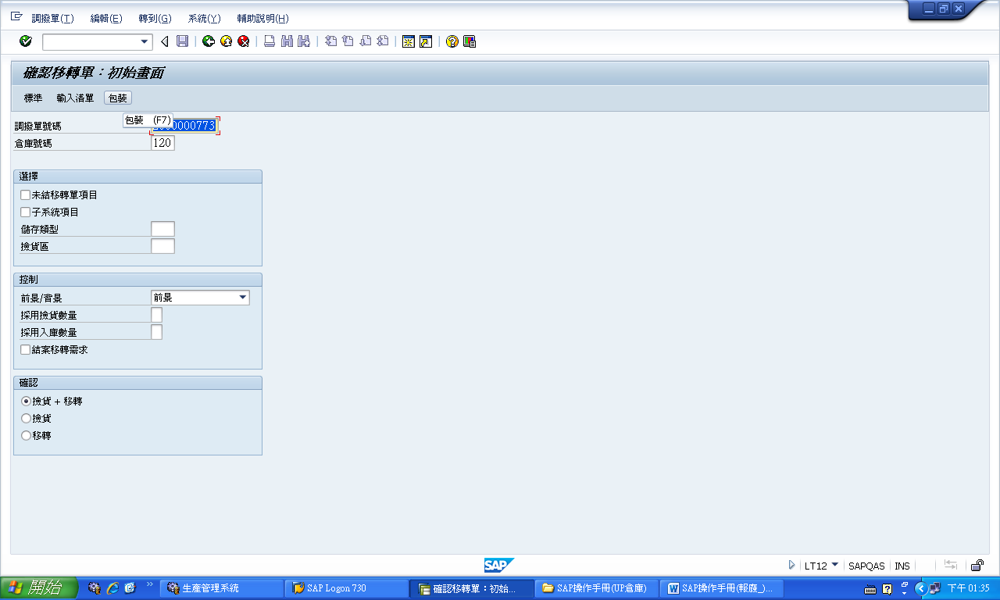 調撥單(T) 編輯(E) 轉到(G) 系統(Y) 輔助說明(H)
確認移轉單：初始畫面
標準 輸入清單 包裝
包裝 (F7)
調撥單號碼 000000773
倉庫號碼 120
選擇
未結移轉單項目
子系統項目
儲存類型
撿貨區
控制
前景/背景 前景
採用撿貨數量
採用入庫數量
結案移轉需求
確認
撿貨 + 移轉
撿貨
移轉
SAP
LT12 SAPQAS INS
開始 生産管理系統 SAP Logon 730 確認移轉單：初始... SAP操作手冊(UP倉庫) SAP操作手冊(報廢_)... 下午 01:35